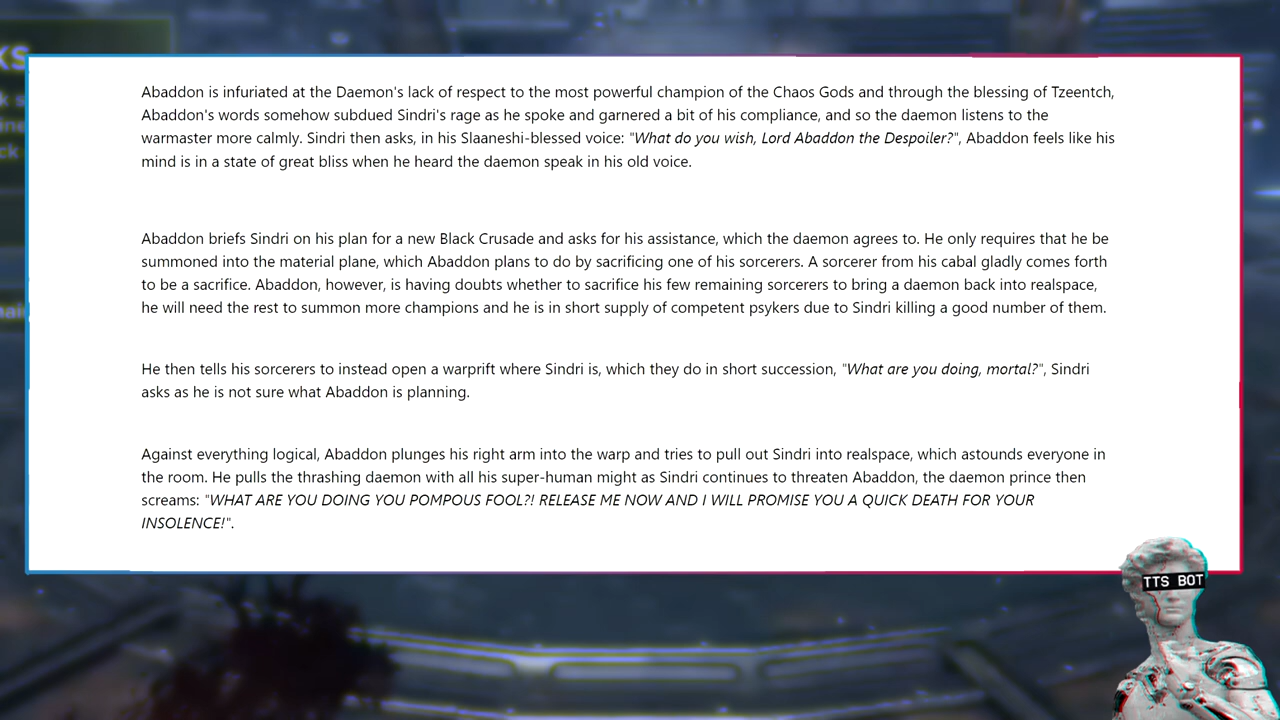 KS
Abaddon is infuriated at the Daemon's lack of respect to the most powerful champion of the Chaos Gods and through the blessing of Tzeentch,
Abaddon's words somehow subdued Sindri's rage as he spoke and garnered a bit of his compliance, and so the daemon listens to the
warmaster more calmly. Sindri then asks, in his Slaaneshi-blessed voice: "What do you wish, Lord Abaddon the Despoiler?", Abaddon feels like his
mind is in a state of great bliss when he heard the daemon speak in his old voice.
Abaddon briefs Sindri on his plan for a new Black Crusade and asks for his assistance, which the daemon agrees to. He only requires that he be
summoned into the material plane, which Abaddon plans to do by sacrificing one of his sorcerers. A sorcerer from his cabal gladly comes forth
to be a sacrifice. Abaddon, however, is having doubts whether to sacrifice his few remaining sorcerers to bring a daemon back into realspace,
he will need the rest to summon more champions and he is in short supply of competent psykers due to Sindri killing a good number of them.
He then tells his sorcerers to instead open a warprift where Sindri is, which they do in short succession, "What are you doing, mortal?", Sindri
asks as he is not sure what Abaddon is planning.
Against everything logical, Abaddon plunges his right arm into the warp and tries to pull out Sindri into realspace, which astounds everyone in
the room. He pulls the thrashing daemon with all his super-human might as Sindri continues to threaten Abaddon, the daemon prince then
screams: "WHAT ARE YOU DOING YOU POMPOUS FOOL?! RELEASE ME NOW AND I WILL PROMISE YOU A QUICK DEATH FOR YOUR
INSOLENCE!".
TTS BOT